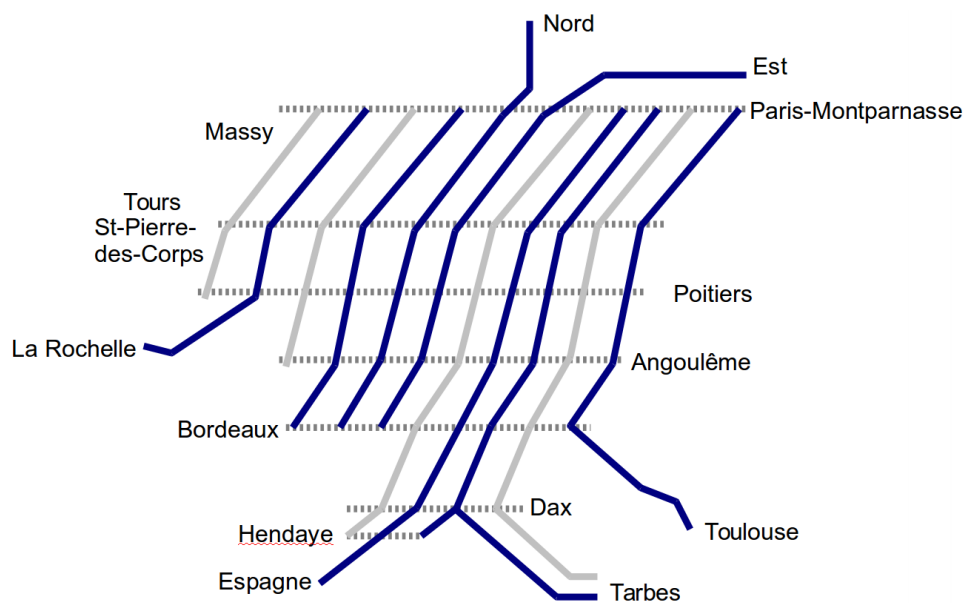 Nord
Est
Paris-Montparnasse
Massy
Tours
St-Pierre-
des-Corps
Poitiers
La Rochelle
Angoulême
Bordeaux
Dax
Toulouse
Hendaye
Espagne
Tarbes